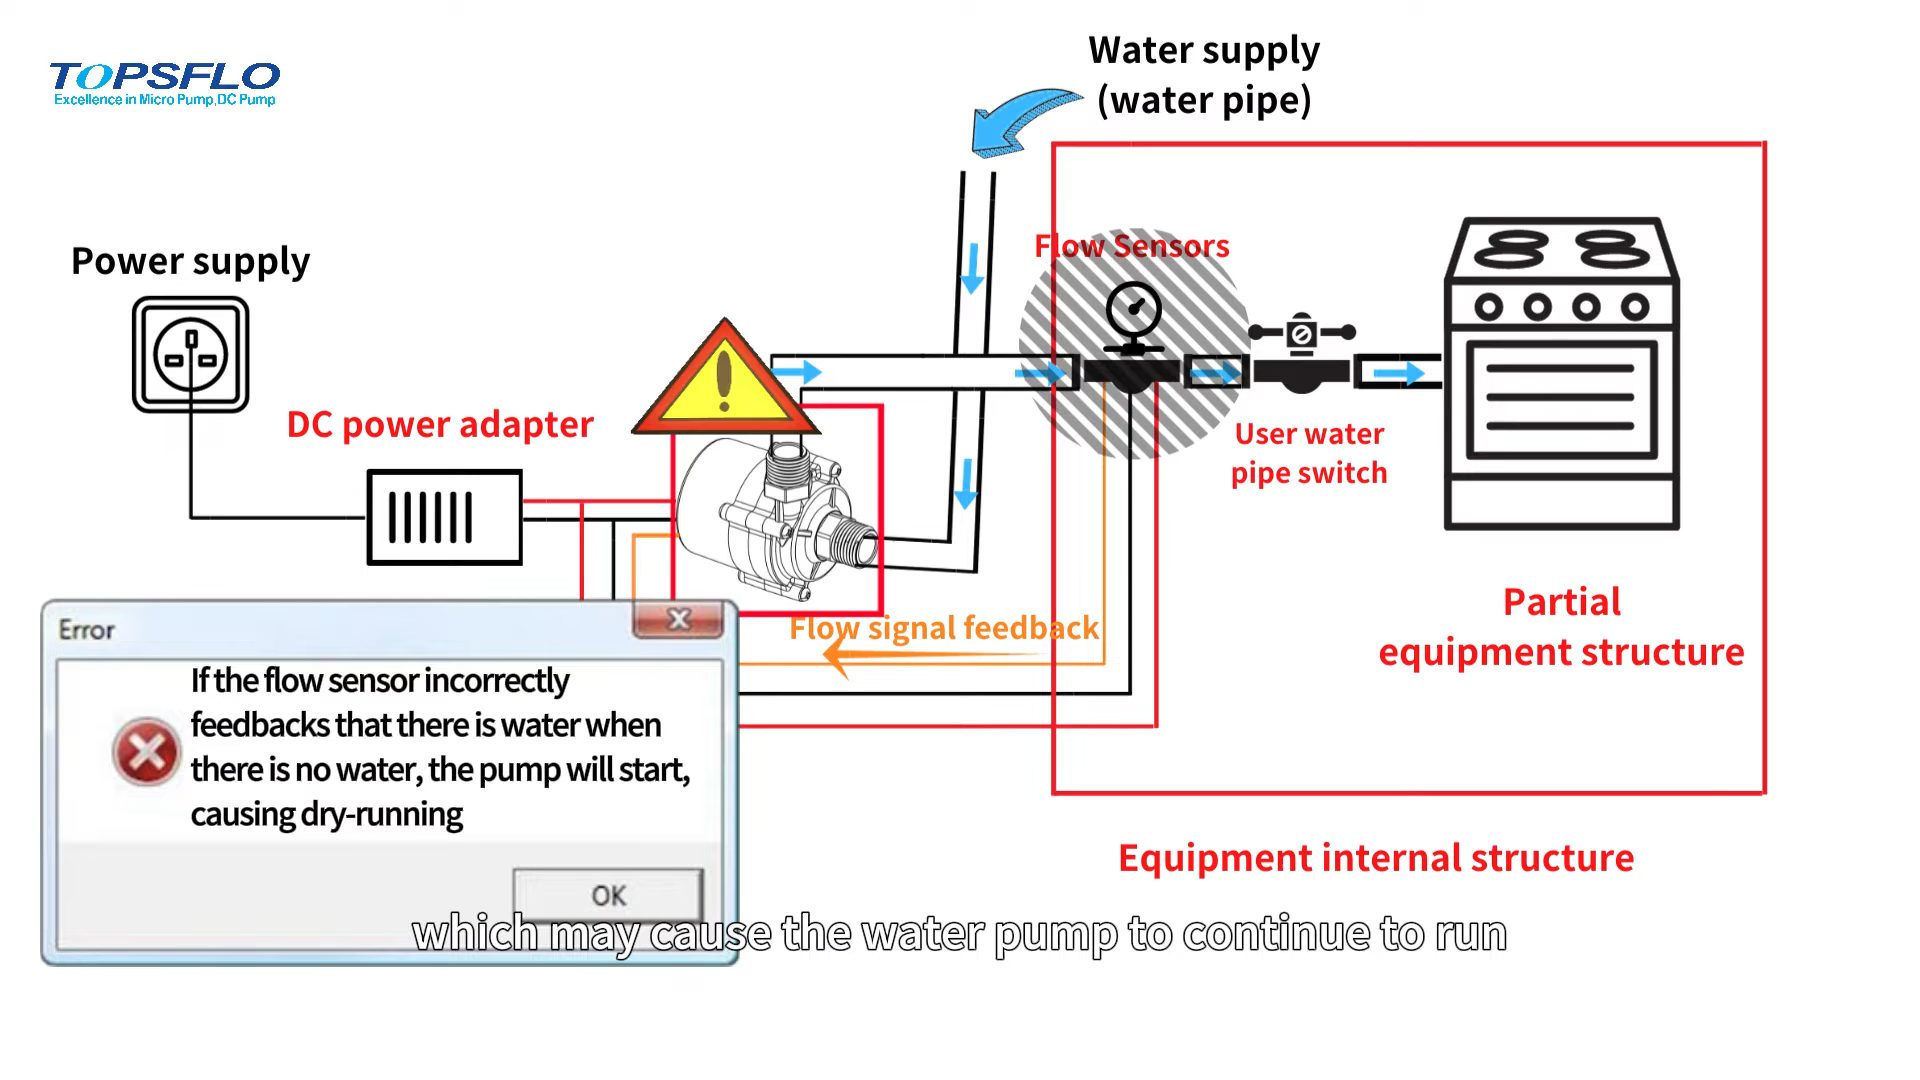 TOPSFLO
Excellence in Micro Pump,DC Pump
Water supply
(water pipe)
Power supply
Flow Sensors
DC power adapter
User water
pipe switch
Partial
equipment structure
Flow signal feedback
Error
If the flow sensor incorrectly
feedbacks that there is water when
there is no water, the pump will start,
causing dry-running
OK
Equipment internal structure
which may cause the water pump to continue to run